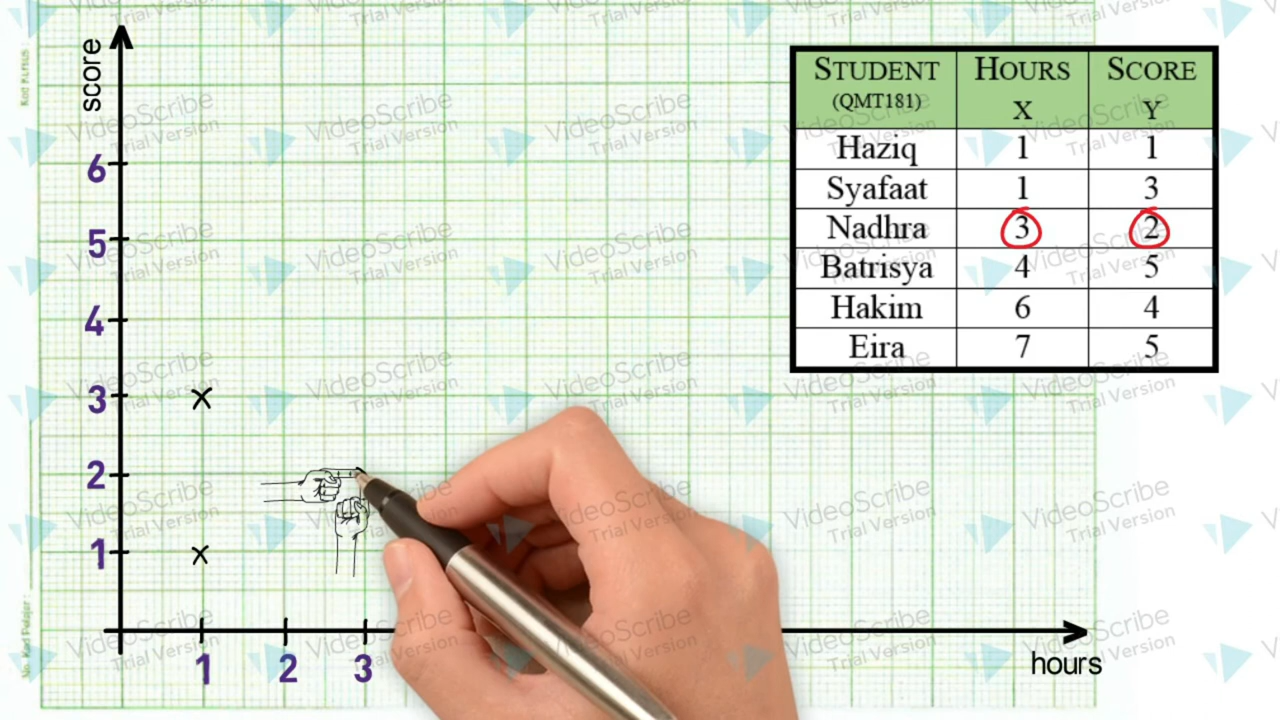 score
6
5
4
3
2
1
1 2 3
hours
STUDENT HOURS SCORE
(QMT181) X Y
Haziq 1 1
Syafaat 1 3
Nadhra 3 2
Batrisya 4 5
Hakim 6 4
Eira 7 5
VideoScribe
Trial Version